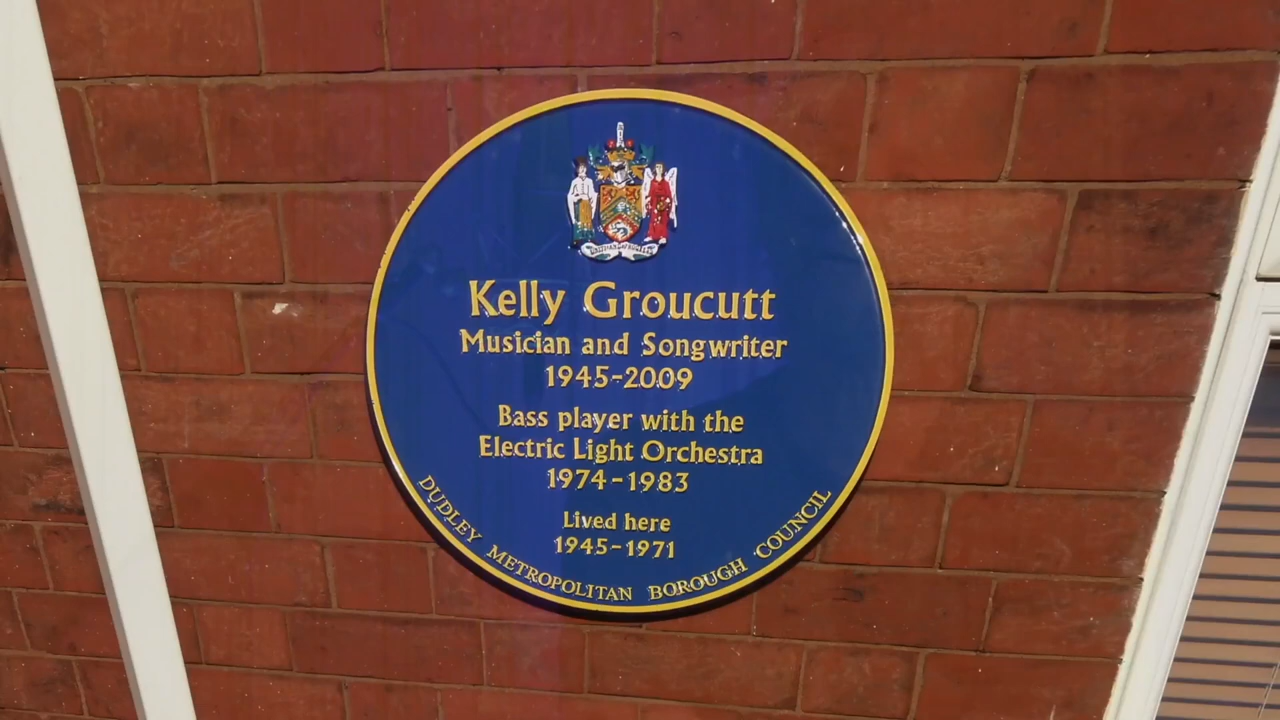 Kelly Groucutt
Musician and Songwriter
1945-2009
Bass player with the
Electric Light Orchestra
1974-1983
Lived here
1945-1971
DUDLEY METROPOLITAN BOROUGH COUNCIL